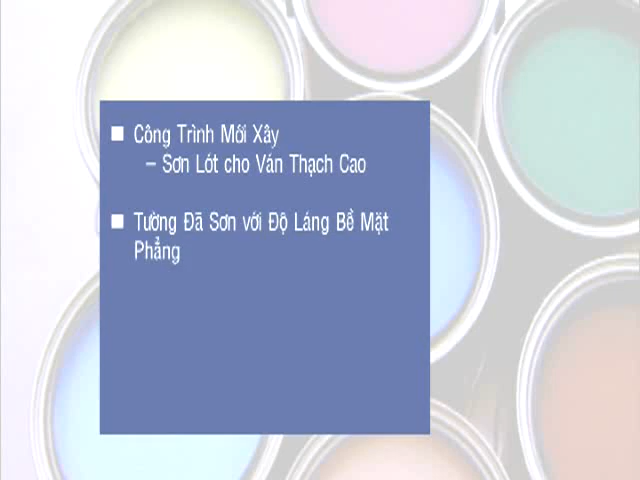 ■ Công Trình Mới Xây
– Sơn Lót cho Ván Thạch Cao
■ Tường Đã Sơn với Độ Láng Bề Mặt
Phẳng